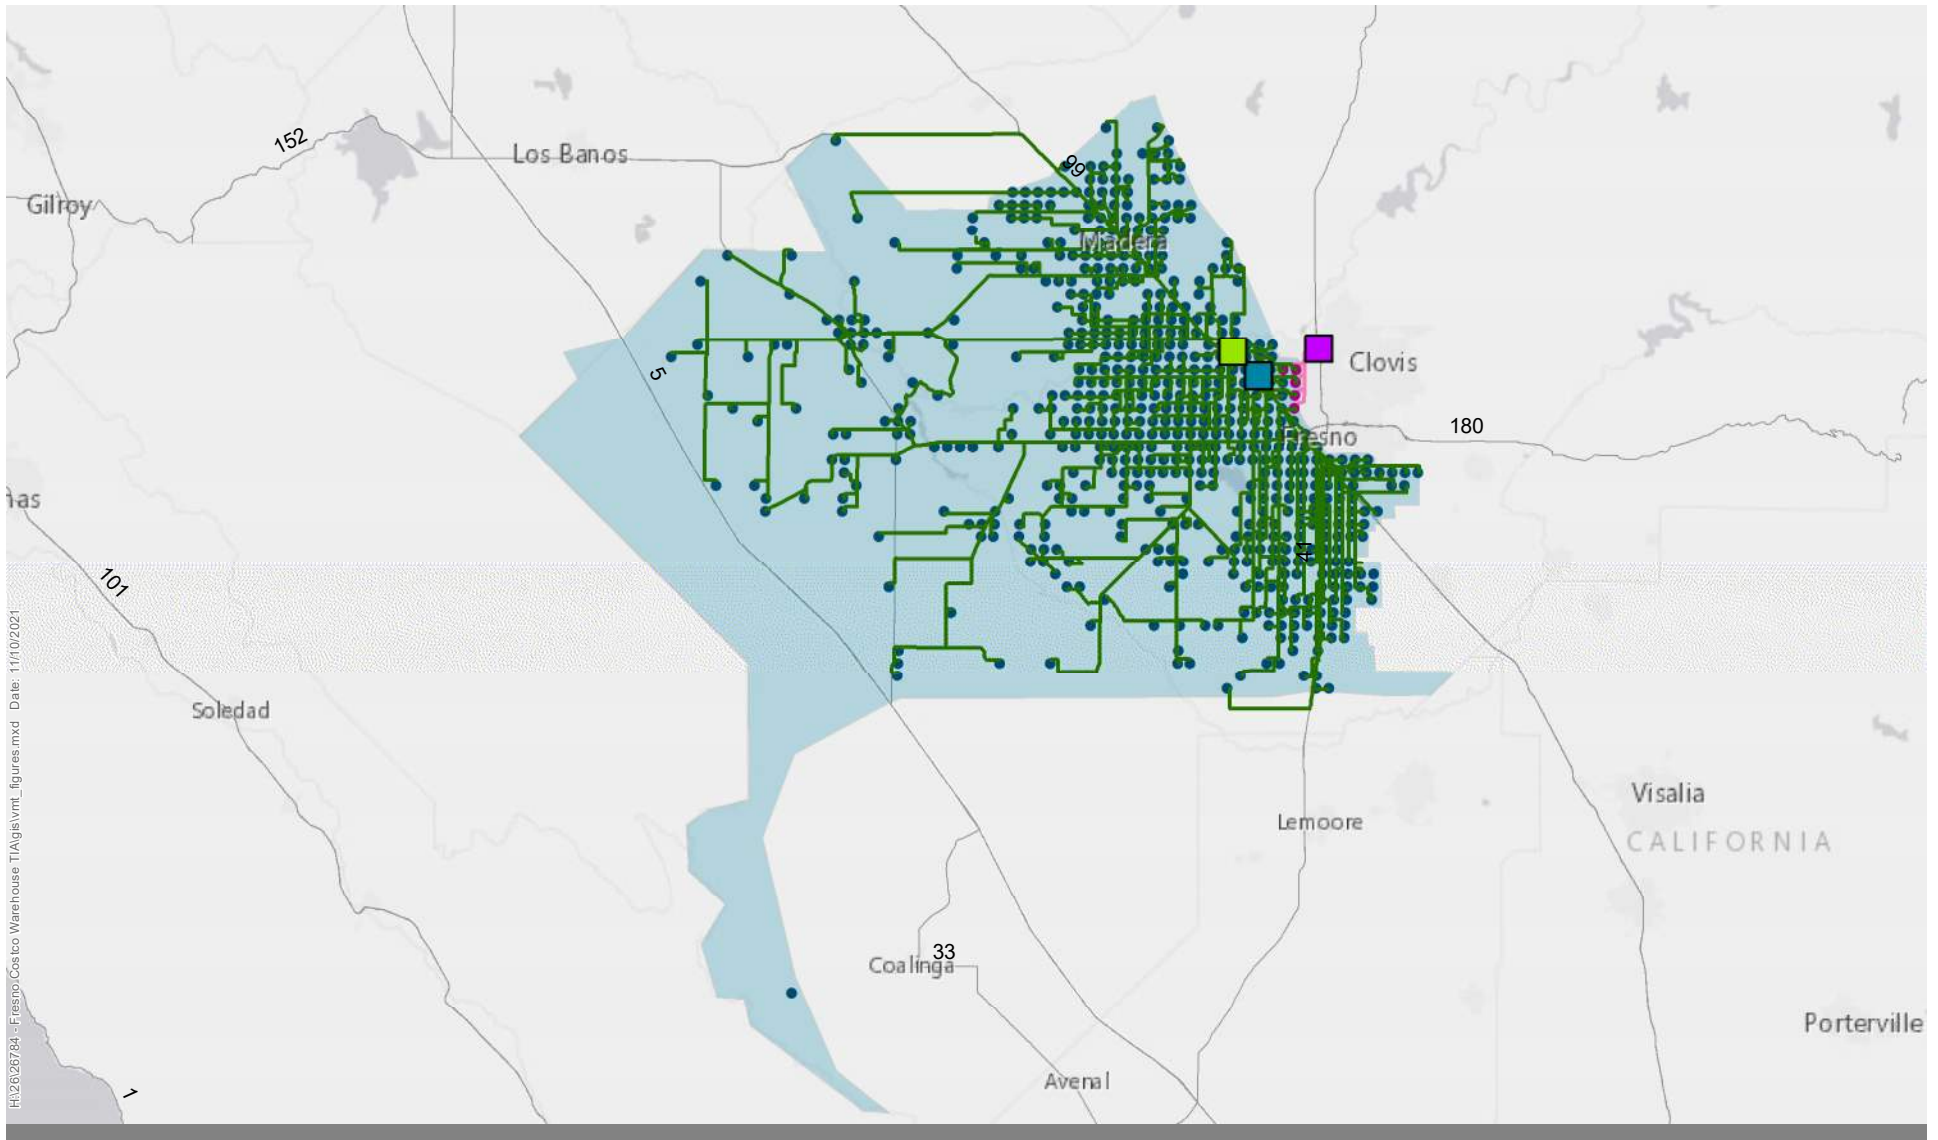 152
Los Banos
99
Gilroy
Madera
5
Clovis
180
Fresno
nas
41
101
Soledad
Visalia
Lemoore
CALIFORNIA
33
Coalinga
Porterville
Avenal
1
H:\26\26784 - Fresno Costco Warehouse TIA\gis\vmt_figures.mxd Date: 11/10/2021